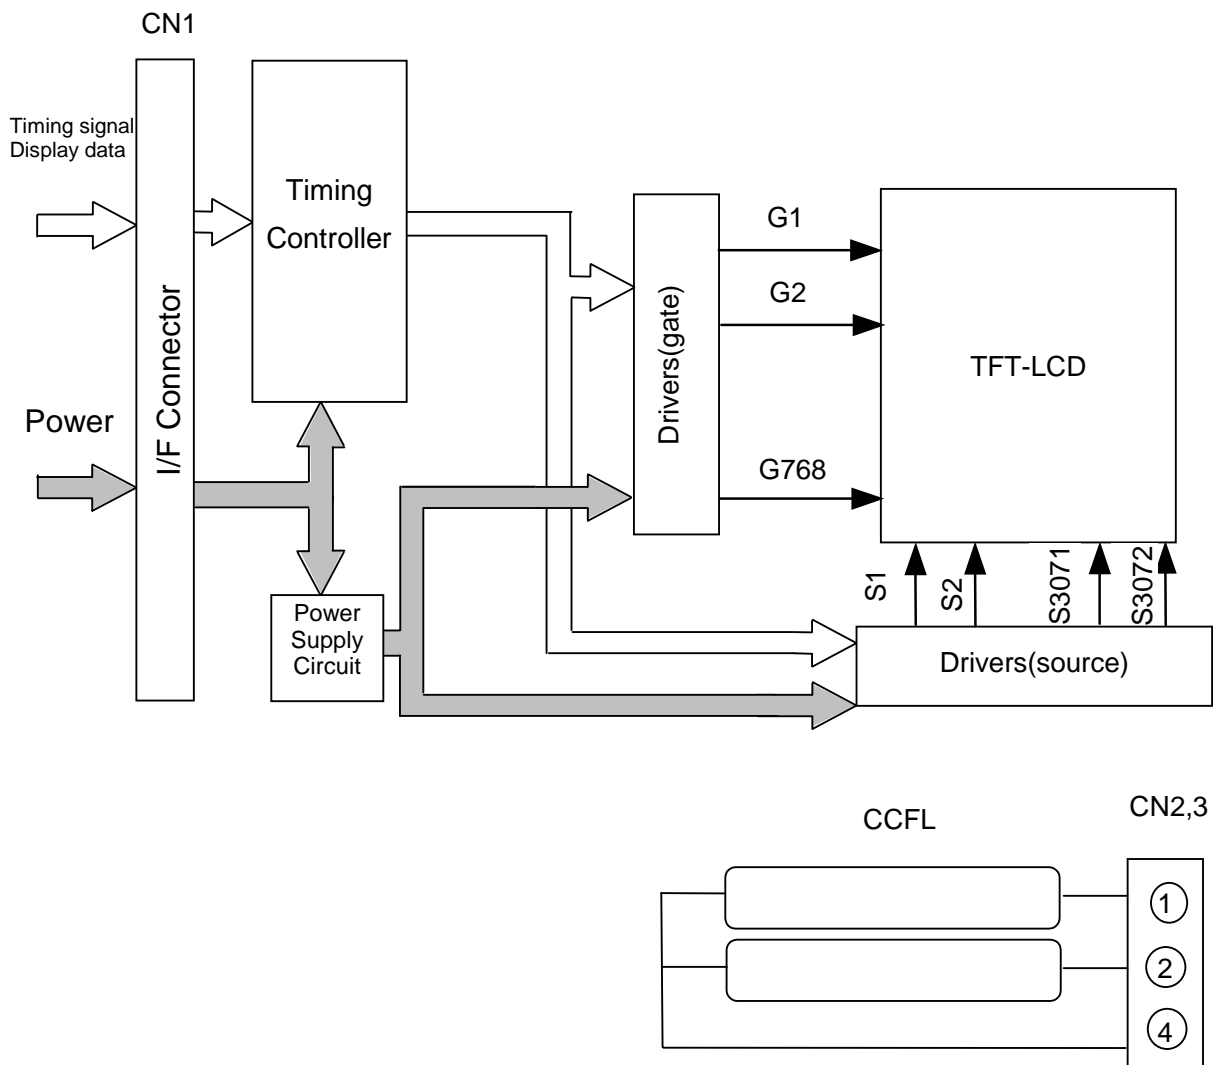 CN1
Timing signal
Display data
Timing
Controller
G1
G2
TFT-LCD
Drivers(gate)
I/F Connector
Power
G768
S1
S2
S3071
S3072
Power
Supply
Circuit
Drivers(source)
CN2,3
CCFL
1
2
4